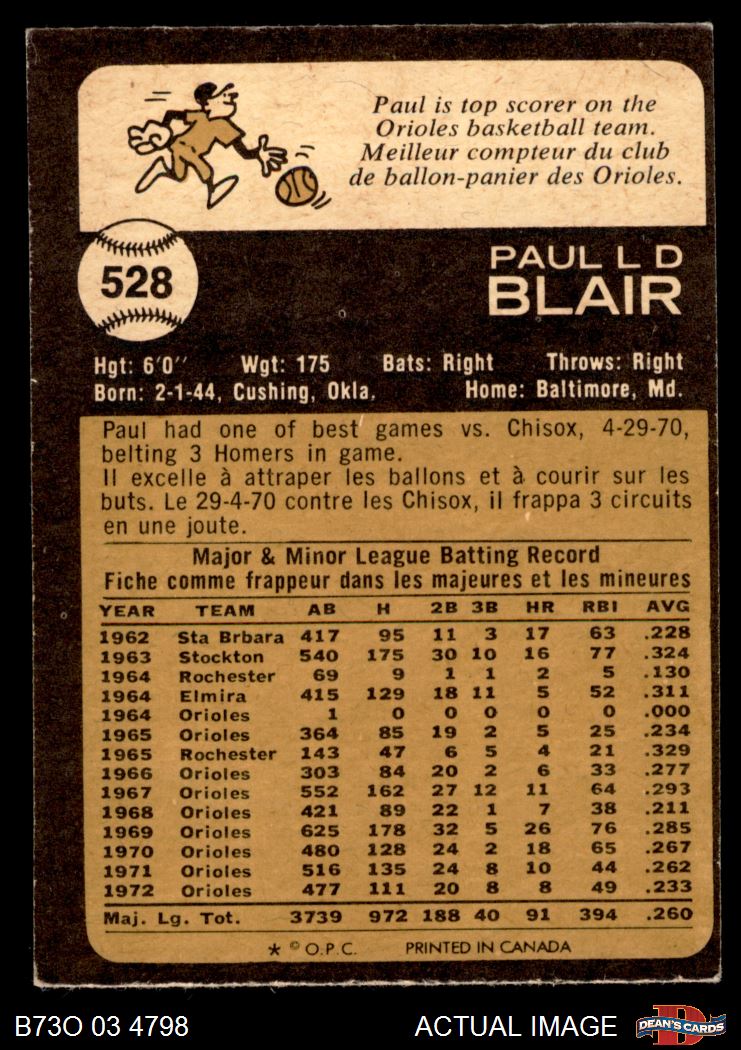 Paul is top scorer on the
Orioles basketball team.
Meilleur compteur du club
de ballon-panier des Orioles.
528
PAUL L D
BLAIR
Hgt: 6'0" Wgt: 175 Bats: Right Throws: Right
Born: 2-1-44, Cushing, Okla. Home: Baltimore, Md.
Paul had one of best games vs. Chisox, 4-29-70,
belting 3 Homers in game.
Il excelle à attraper les ballons et à courir sur les
buts. Le 29-4-70 contre les Chisox, il frappa 3 circuits
en une joute.
Major & Minor League Batting Record
Fiche comme frappeur dans les majeures et les mineures
YEAR TEAM AB H 2B 3B HR RBI AVG
1962 Sta Brbara 417 95 11 3 17 63 .228
1963 Stockton 540 175 30 10 16 77 .324
1964 Rochester 69 9 1 1 2 5 .130
1964 Elmira 415 129 18 11 5 52 .311
1964 Orioles 1 0 0 0 0 0 .000
1965 Orioles 364 85 19 2 5 25 .234
1965 Rochester 143 47 6 5 4 21 .329
1966 Orioles 303 84 20 2 6 33 .277
1967 Orioles 552 162 27 12 11 64 .293
1968 Orioles 421 89 22 1 7 38 .211
1969 Orioles 625 178 32 5 26 76 .285
1970 Orioles 480 128 24 2 18 65 .267
1971 Orioles 516 135 24 8 10 44 .262
1972 Orioles 477 111 20 8 8 49 .233
Maj. Lg. Tot. 3739 972 188 40 91 394 .260
* © O.P.C. PRINTED IN CANADA
B73O 03 4798 ACTUAL IMAGE D DEAN'S CARDS